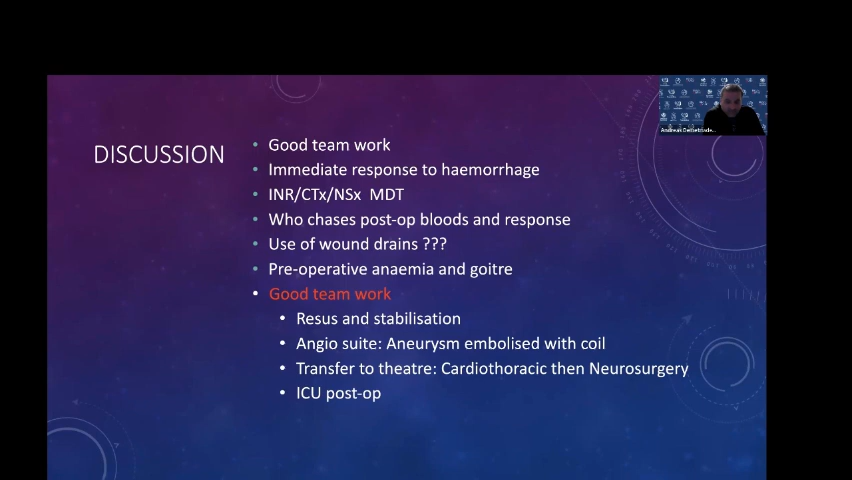 DISCUSSION
Good team work
Immediate response to haemorrhage
INR/CTx/NSx MDT
Who chases post-op bloods and response
Use of wound drains ???
Pre-operative anaemia and goitre
Good team work
Resus and stabilisation
Angio suite: Aneurysm embolised with coil
Transfer to theatre: Cardiothoracic then Neurosurgery
ICU post-op
Andreas